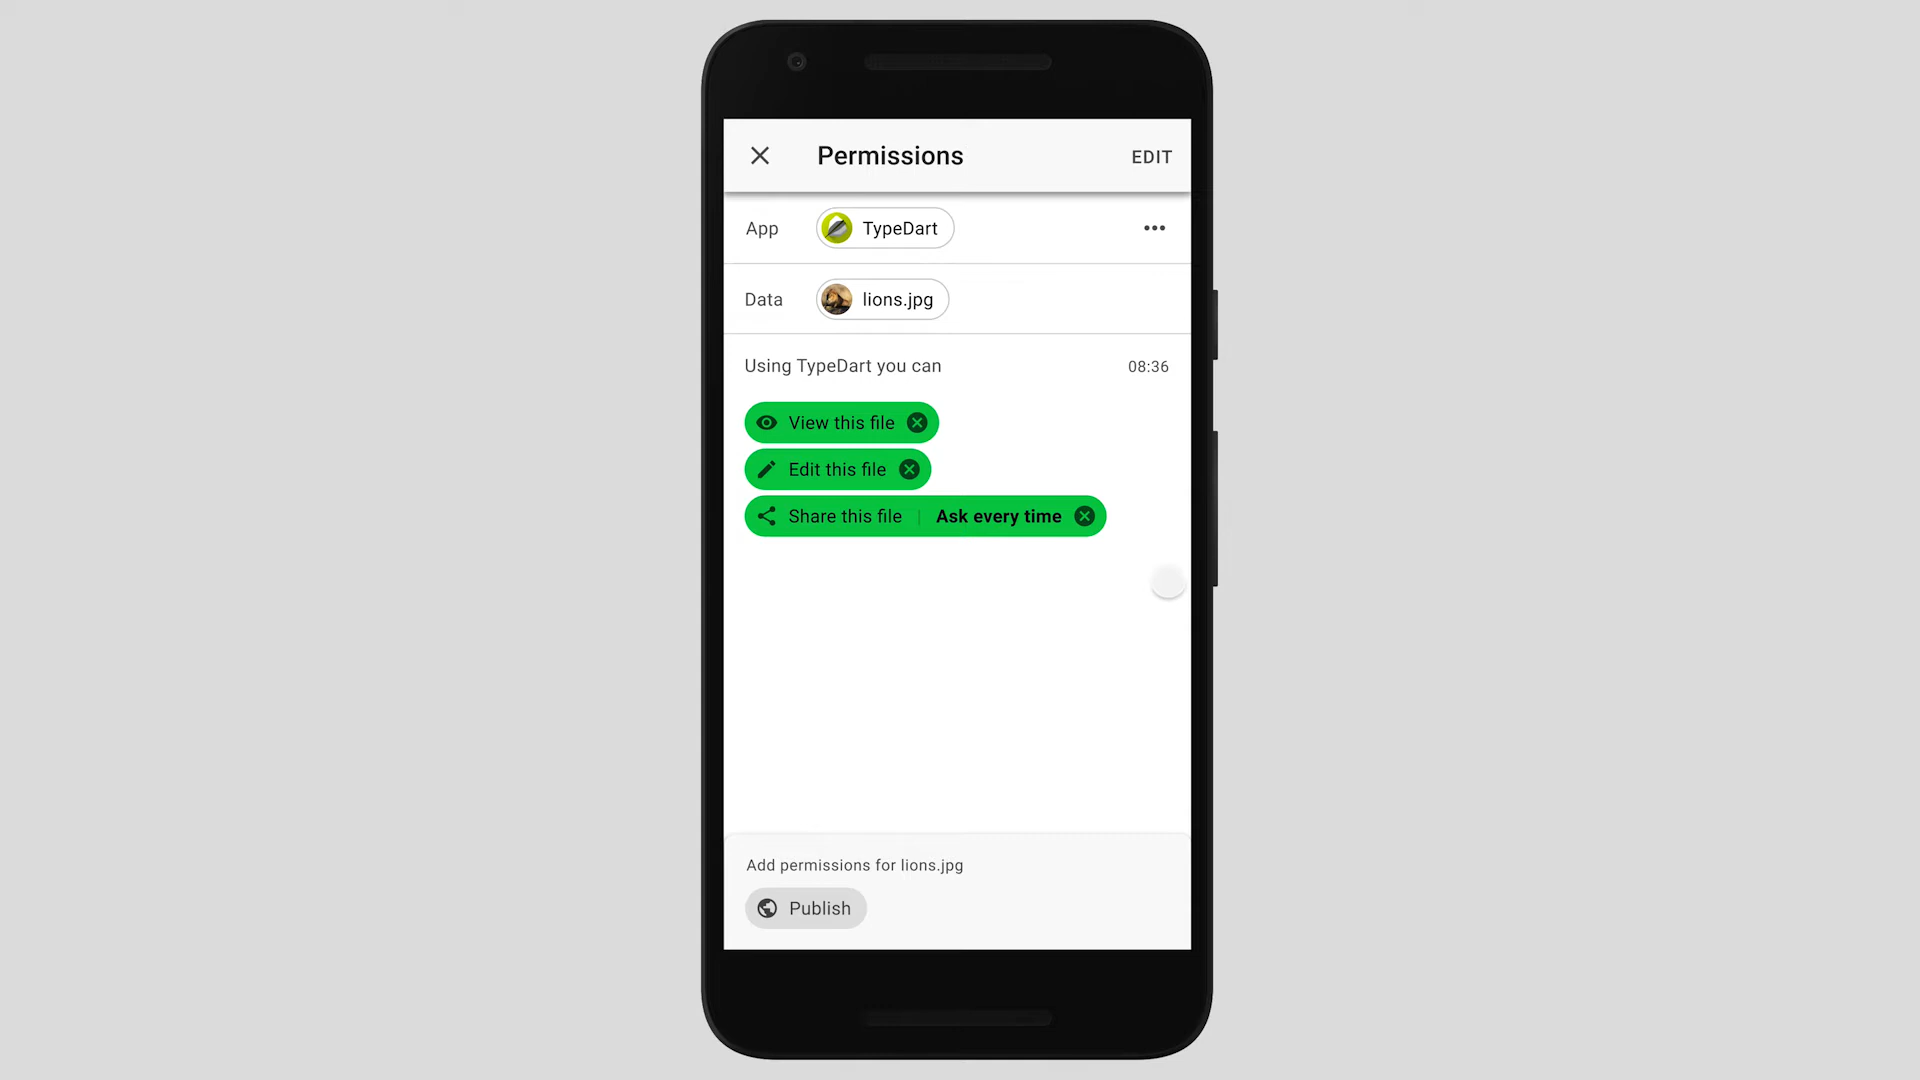 Permissions EDIT
App TypeDart
Data lions.jpg
Using TypeDart you can 08:36
View this file
Edit this file
Share this file | Ask every time
Add permissions for lions.jpg
Publish